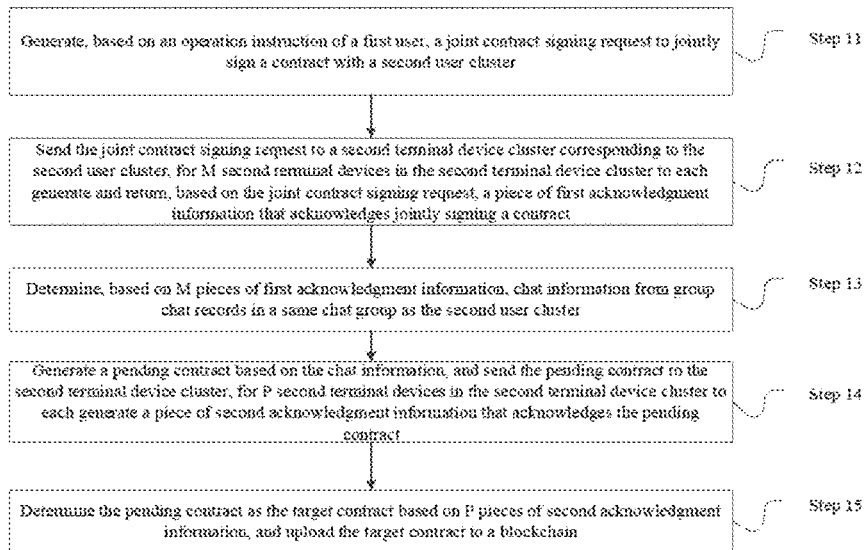 Generate, based on an operation instruction of a first user, a joint contract signing request to jointly
sign a contract with a second user cluster
Step 11
Send the joint contract signing request to a second terminal device cluster corresponding to
the second user cluster, for M second terminal devices in the second terminal device cluster to each
generate and return, based on the joint contract signing request, a piece of first acknowledgment
information that acknowledges jointly signing a contract
Step 12
Determine, based on M pieces of first acknowledgment information, chat information from group
chat records in a same chat group as the second user cluster
Step 13
Generate a pending contract based on the chat information, and send the pending contract to the
second terminal device cluster, for P second terminal devices in the second terminal device cluster to
each generate a piece of second acknowledgment information that acknowledges the pending
contract
Step 14
Determine the pending contract as the target contract based on P pieces of second acknowledgment
information, and upload the target contract to a blockchain
Step 15